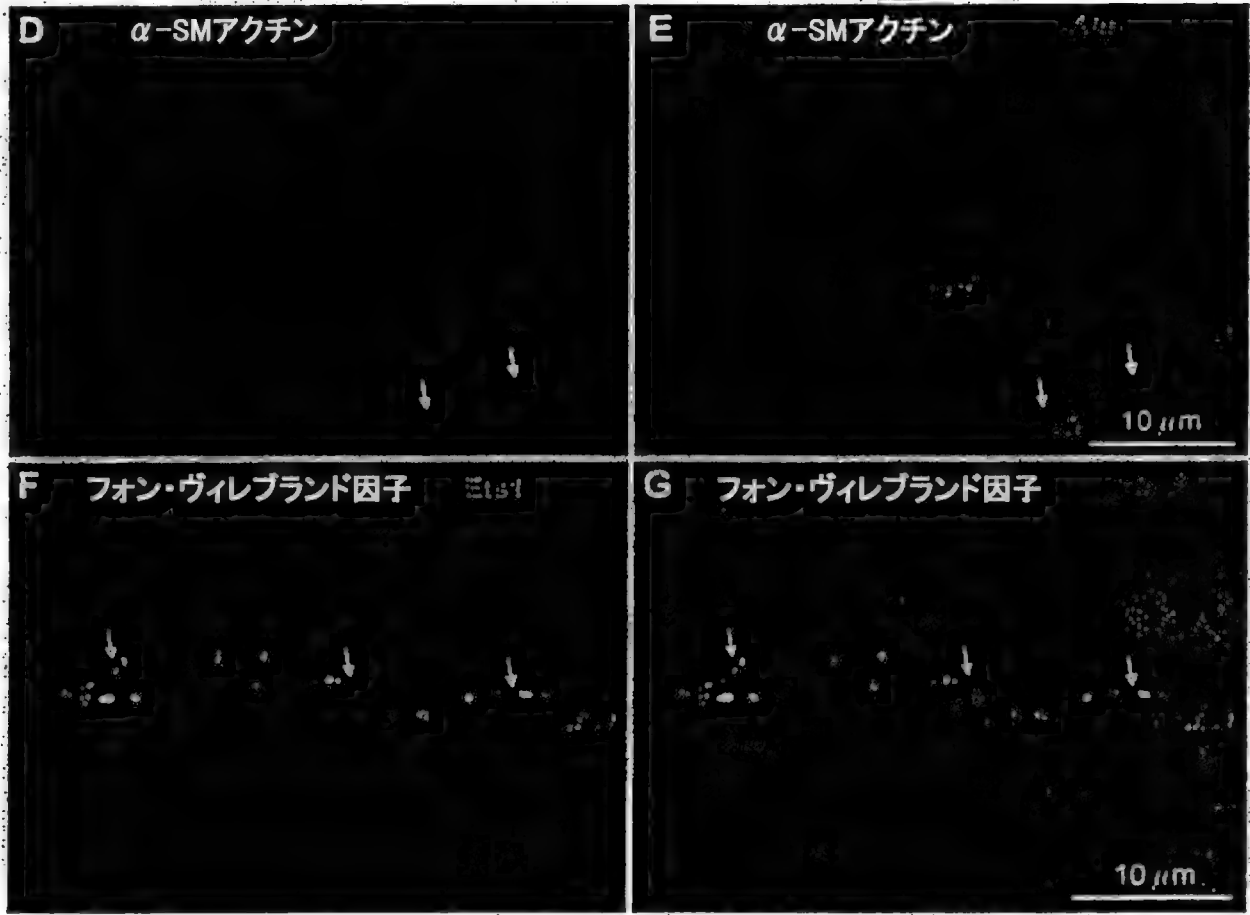 D α-SMアクチン
E α-SMアクチン
10 μm
F フォン・ヴィレブランド因子 Ets1
G フォン・ヴィレブランド因子
10 μm